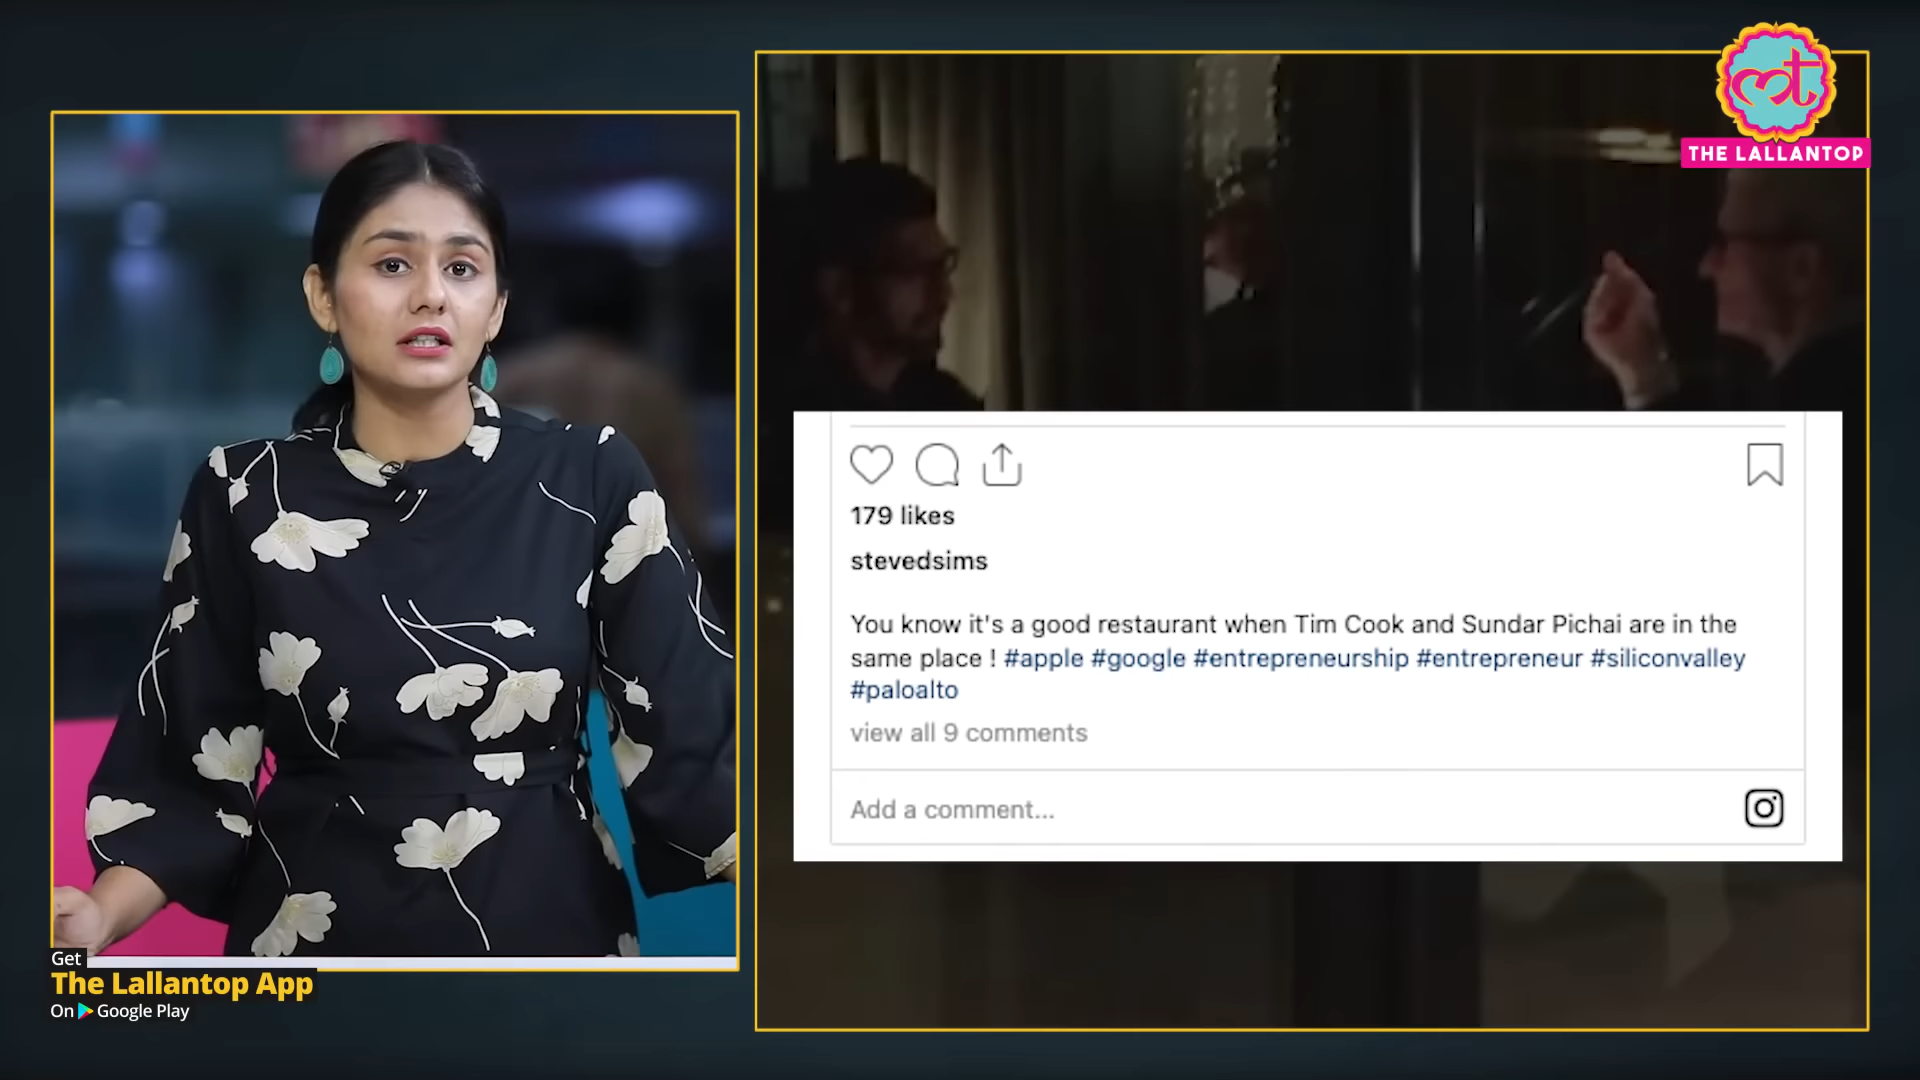 THE LALLANTOP
179 likes
stevedsims
You know it's a good restaurant when Tim Cook and Sundar Pichai are in the
same place ! #apple #google #entrepreneurship #entrepreneur #siliconvalley
#paloalto
view all 9 comments
Add a comment...
Get
The Lallantop App
On Google Play